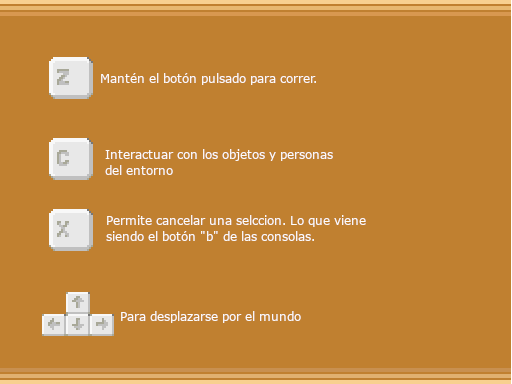 Z
Mantén el botón pulsado para correr.
C
Interactuar con los objetos y personas
del entorno
X
Permite cancelar una selccion. Lo que viene
siendo el botón "b" de las consolas.
↑
← ↓ →
Para desplazarse por el mundo